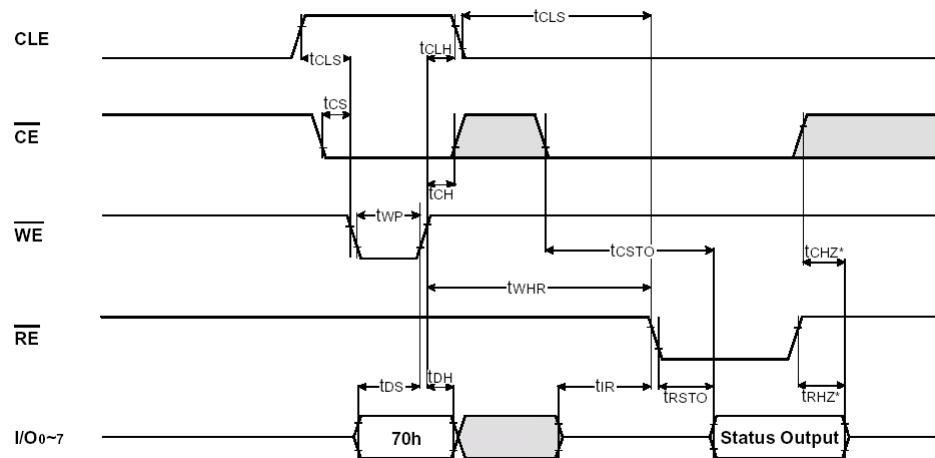 tCLS
CLE
tCLS
tCLH
tCS
CE
tCH
tWP
WE
tCSTO
tCHZ*
tWHR
RE
tDS
tDH
tIR
tRSTO
tRHZ*
I/O0~7
70h
Status Output